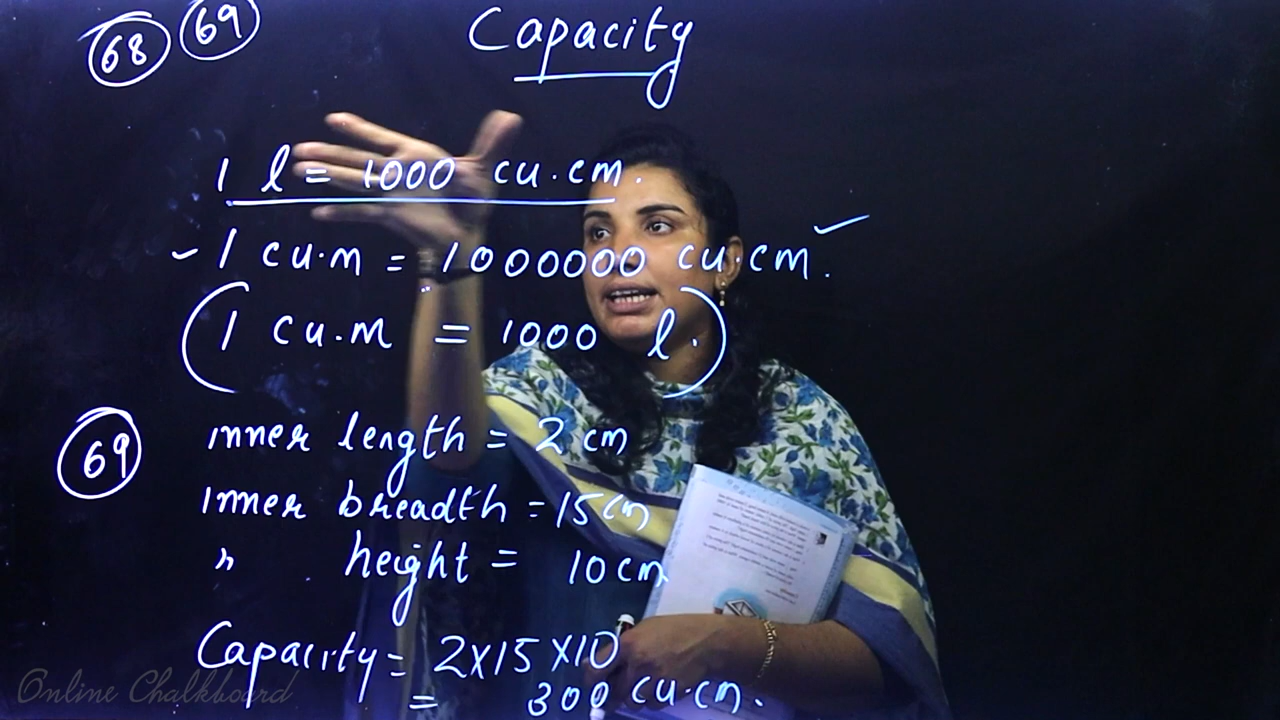 68 69
Capacity
1 l = 1000 cu.cm.
- 1 cu.m = 1000000 cu.cm. ✓
(1 cu.m = 1000 l.)
69
inner length = 2 cm
inner breadth = 15 cm
" height = 10 cm
Capacity = 2×15×10
= 300 cu.cm.
Online Chalkboard